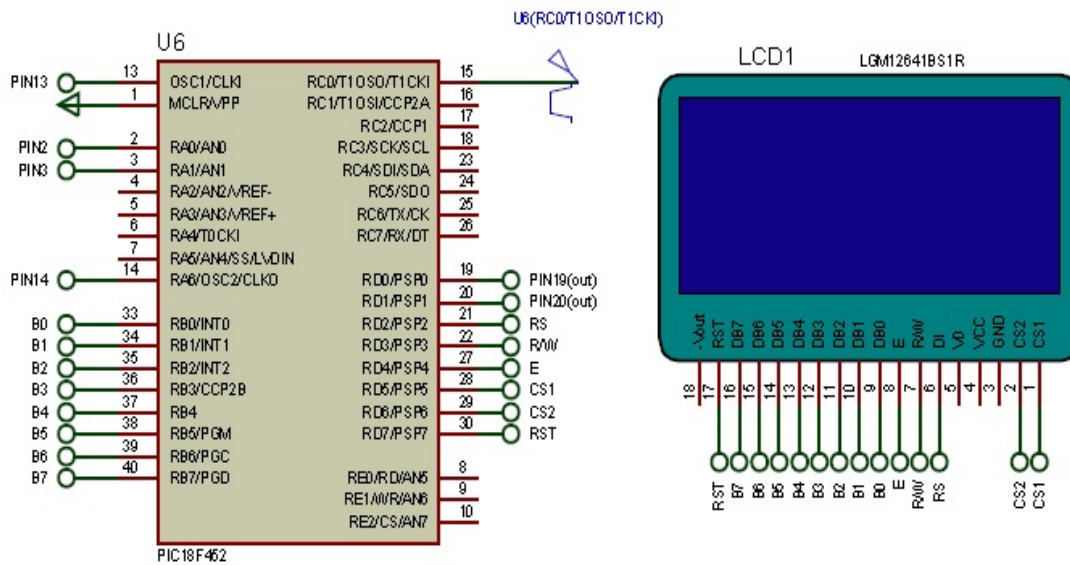 U6(RC0/T1OSO/T1CKI)
U6
LCD1
LGM12641BS1R
PIN13 13 OSC1/CLKI RC0/T1OSO/T1CKI 15
1 MCLR/VPP RC1/T1OSI/CCP2A 16
RC2/CCP1 17
PIN2 2 RA0/AN0 RC3/SCK/SCL 18
PIN3 3 RA1/AN1 RC4/SDI/SDA 23
4 RA2/AN2/VREF- RC5/SDO 24
5 RA3/AN3/VREF+ RC6/TX/CK 25
6 RA4/T0CKI RC7/RX/DT 26
7 RA5/AN4/SS/LVDIN
PIN14 14 RA6/OSC2/CLKO RD0/PSP0 19 PIN19(out)
RD1/PSP1 20 PIN20(out)
B0 33 RB0/INT0 RD2/PSP2 21 RS
B1 34 RB1/INT1 RD3/PSP3 22 R/W
B2 35 RB2/INT2 RD4/PSP4 27 E
B3 36 RB3/CCP2B RD5/PSP5 28 CS1
B4 37 RB4 RD6/PSP6 29 CS2
B5 38 RB5/PGM RD7/PSP7 30 RST
B6 39 RB6/PGC
B7 40 RB7/PGD RE0/RD/AN5 8
RE1/WR/AN6 9
RE2/CS/AN7 10
PIC18F452
-Vout RST DB7 DB6 DB5 DB4 DB3 DB2 DB1 DB0 E R/W DI V0 VCC GND CS2 CS1
18 17 16 15 14 13 12 11 10 9 8 7 6 5 4 3 2 1
RST B7 B6 B5 B4 B3 B2 B1 B0 E R/W RS CS2 CS1